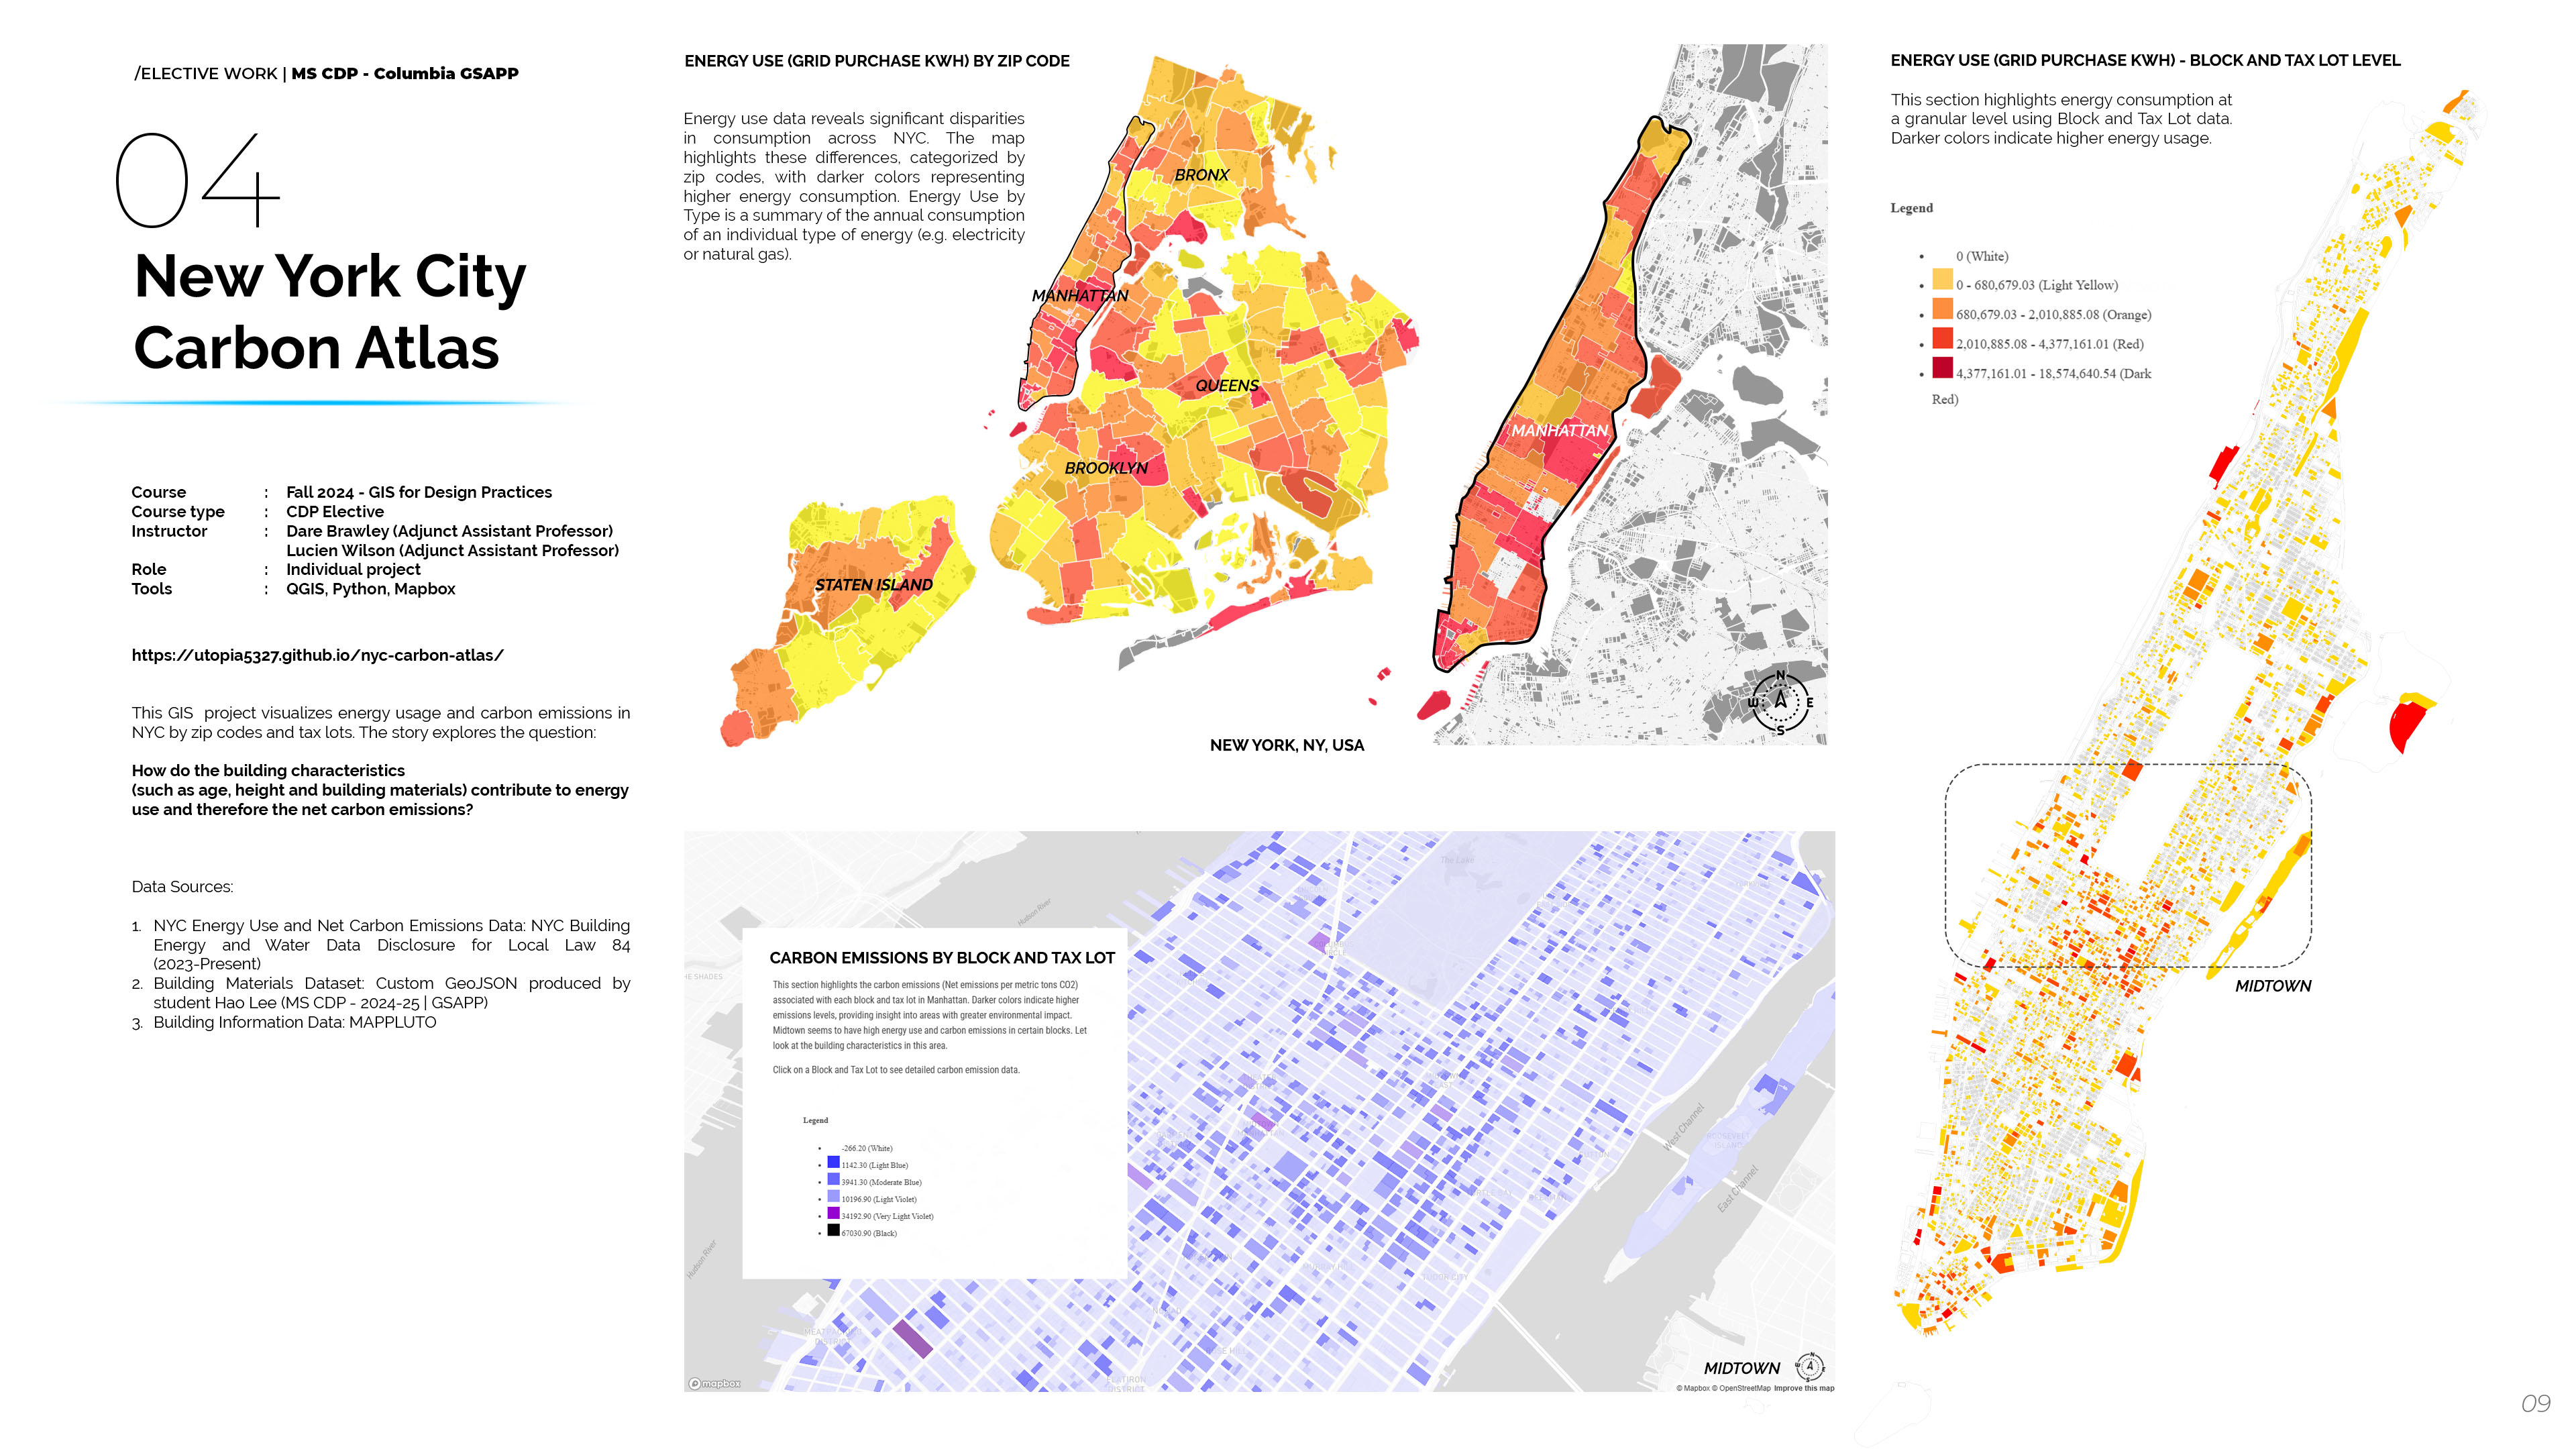 /ELECTIVE WORK | MS CDP - Columbia GSAPP
04
New York City
Carbon Atlas
Course : Fall 2024 - GIS for Design Practices
Course type : CDP Elective
Instructor : Dare Brawley (Adjunct Assistant Professor)
Lucien Wilson (Adjunct Assistant Professor)
Role : Individual project
Tools : QGIS, Python, Mapbox
https://utopia5327.github.io/nyc-carbon-atlas/
This GIS project visualizes energy usage and carbon emissions in
NYC by zip codes and tax lots. The story explores the question:
How do the building characteristics
(such as age, height and building materials) contribute to energy
use and therefore the net carbon emissions?
Data Sources:
1. NYC Energy Use and Net Carbon Emissions Data: NYC Building
Energy and Water Data Disclosure for Local Law 84
(2023-Present)
2. Building Materials Dataset: Custom GeoJSON produced by
student Hao Lee (MS CDP - 2024-25 | GSAPP)
3. Building Information Data: MAPPLUTO
ENERGY USE (GRID PURCHASE KWH) BY ZIP CODE
Energy use data reveals significant disparities
in consumption across NYC. The map
highlights these differences, categorized by
zip codes, with darker colors representing
higher energy consumption. Energy Use by
Type is a summary of the annual consumption
of an individual type of energy (e.g. electricity
or natural gas).
BRONX
MANHATTAN
QUEENS
BROOKLYN
STATEN ISLAND
MANHATTAN
N
W E
S
NEW YORK, NY, USA
CARBON EMISSIONS BY BLOCK AND TAX LOT
This section highlights the carbon emissions (Net emissions per metric tons CO2)
associated with each block and tax lot in Manhattan. Darker colors indicate higher
emissions levels, providing insight into areas with greater environmental impact.
Midtown seems to have high energy use and carbon emissions in certain blocks. Let
look at the building characteristics in this area.
Click on a Block and Tax Lot to see detailed carbon emission data.
Legend
-266.20 (White)
1142.30 (Light Blue)
3941.30 (Moderate Blue)
10196.90 (Light Violet)
34192.90 (Very Light Violet)
67030.90 (Black)
The Lake
Hudson River
HE SHADES
Hudson River
West Channel
East Channel
TUDOR CITY
DISTRICT
FLATIRON
DISTRICT
mapbox
MIDTOWN
N
W E
S
© Mapbox © OpenStreetMap Improve this map
ENERGY USE (GRID PURCHASE KWH) - BLOCK AND TAX LOT LEVEL
This section highlights energy consumption at
a granular level using Block and Tax Lot data.
Darker colors indicate higher energy usage.
Legend
0 (White)
0 - 680,679.03 (Light Yellow)
680,679.03 - 2,010,885.08 (Orange)
2,010,885.08 - 4,377,161.01 (Red)
4,377,161.01 - 18,574,640.54 (Dark
Red)
MIDTOWN
09